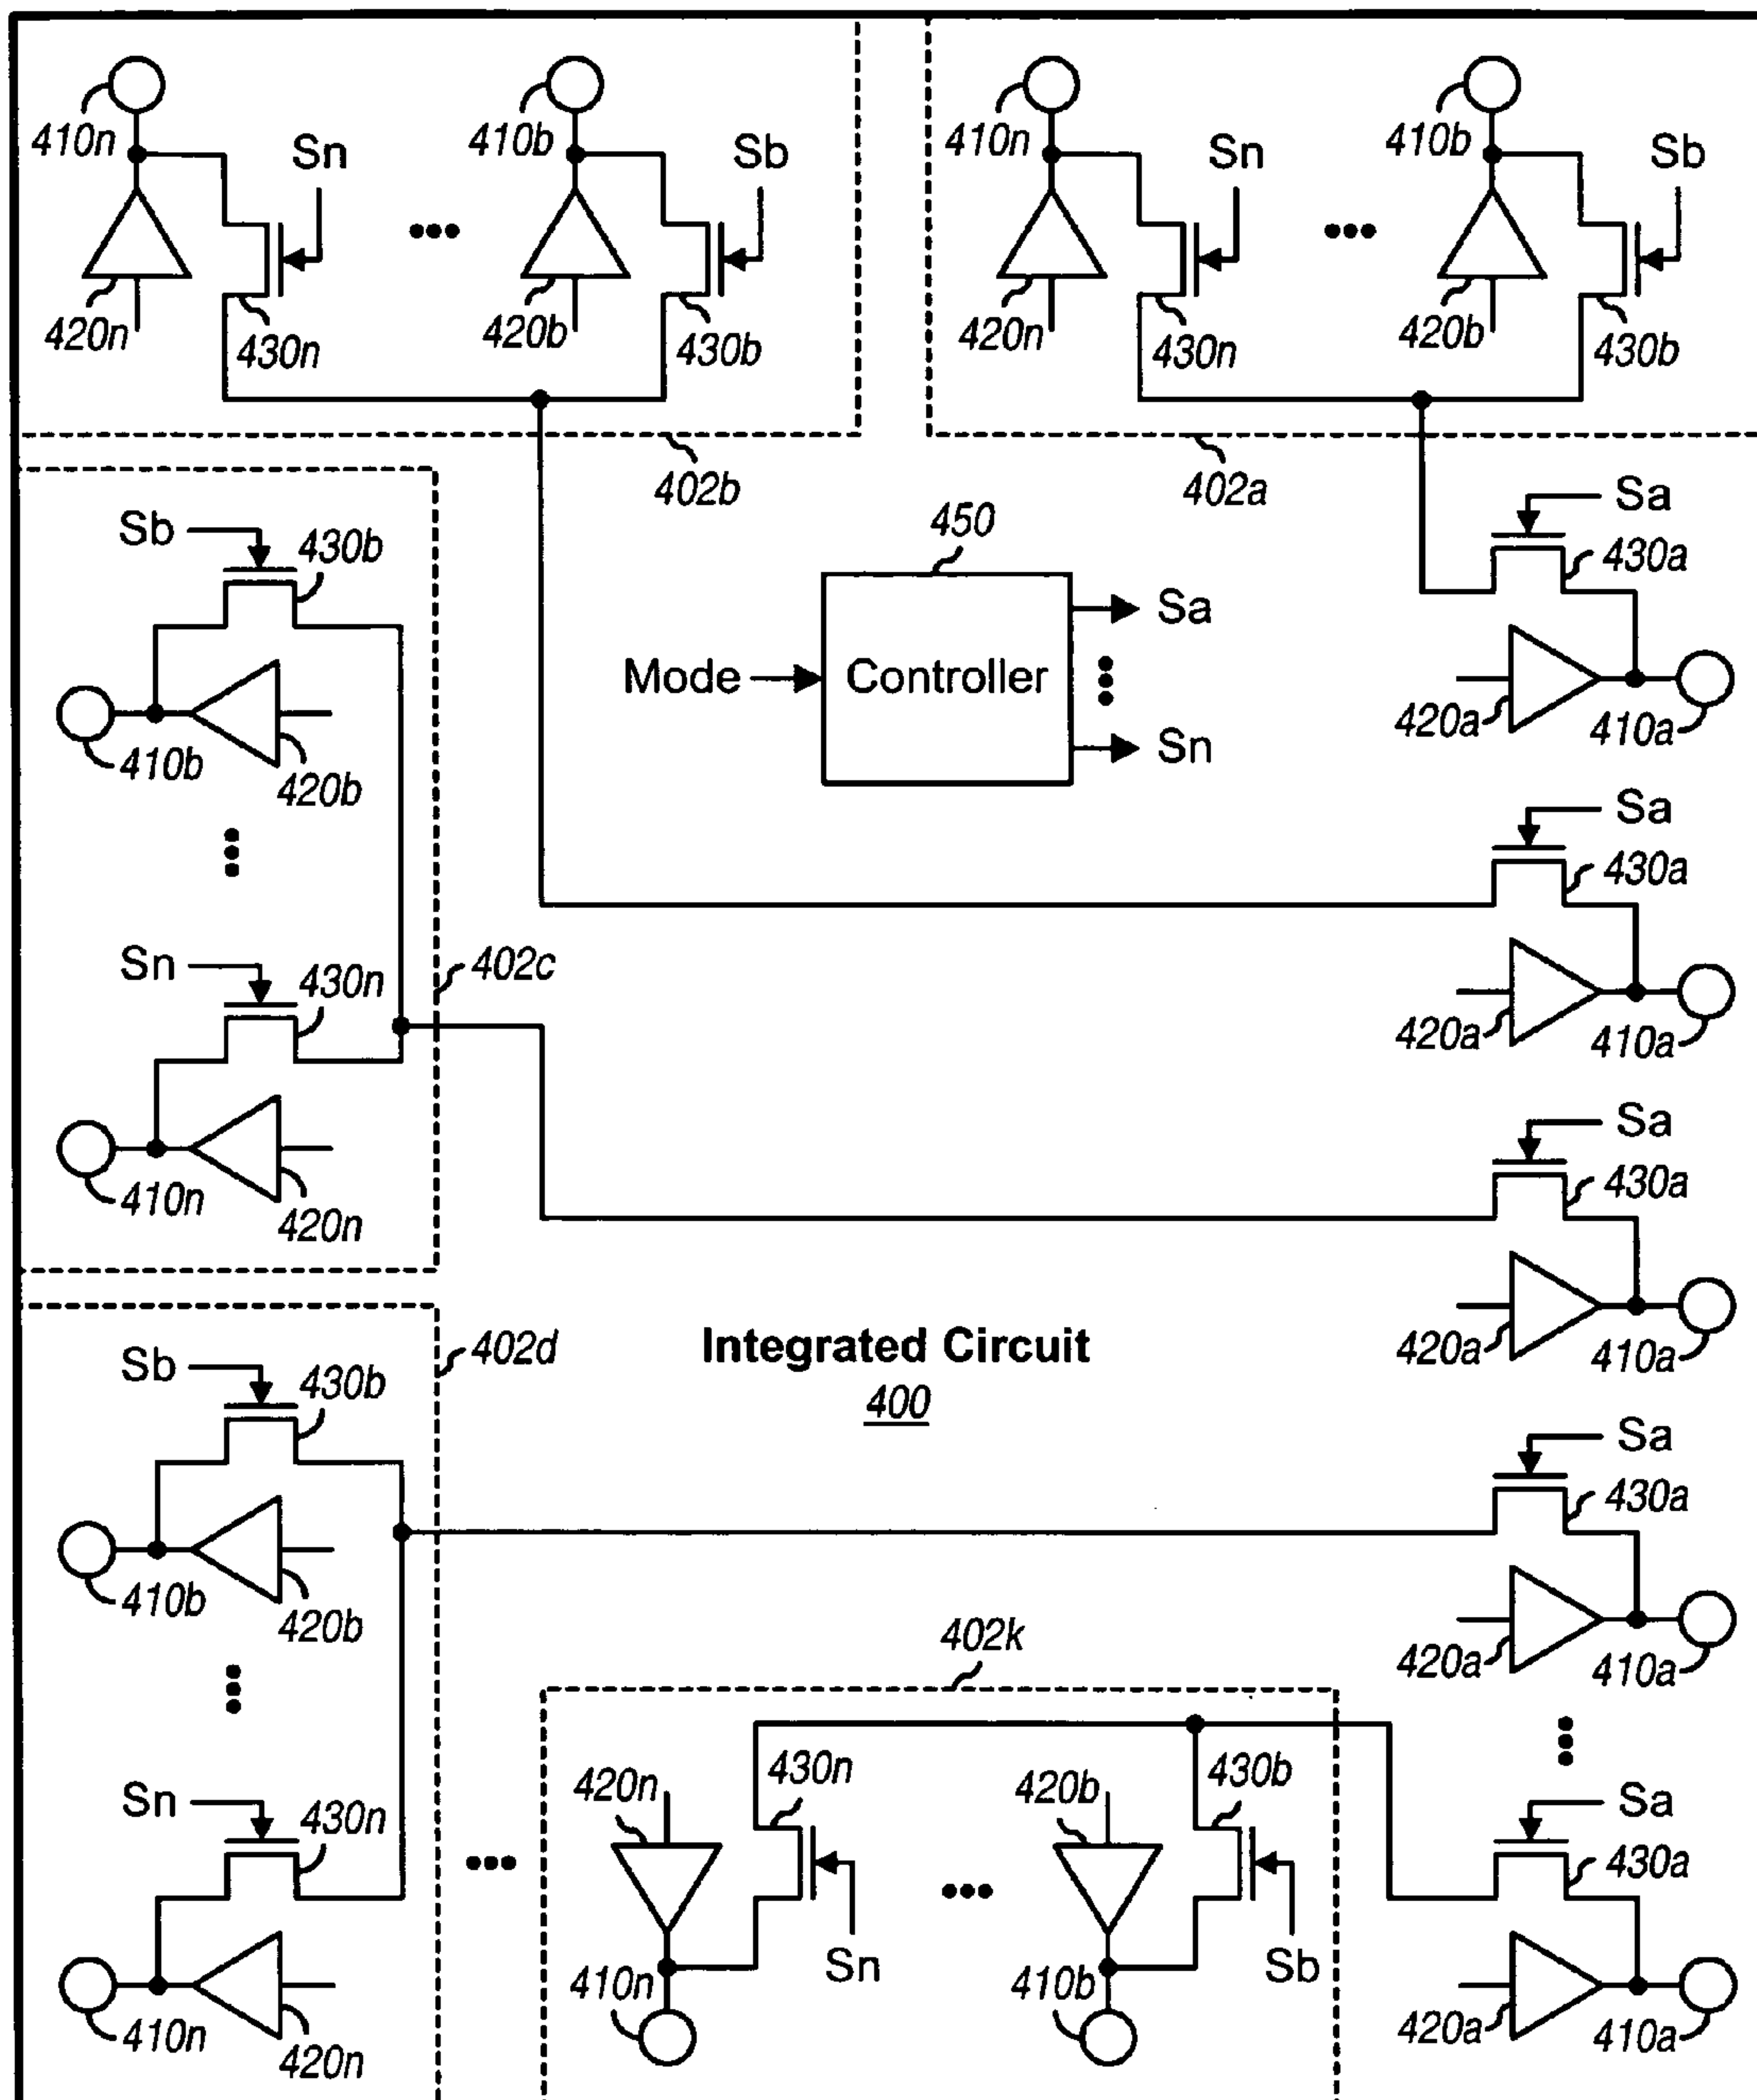 410n
Sn
410b
Sb
410n
Sn
410b
Sb
420n
430n
420b
430b
420n
430n
420b
430b
402b
402a
Sb
430b
450
Sa
430a
Sa
Mode
Controller
Sn
410b
420b
420a
410a
Sa
430a
Sn
430n
402c
420a
410a
410n
420n
Sa
430a
420a
410a
Integrated Circuit
400
Sb
430b
402d
Sa
430a
410b
420b
402k
420a
410a
Sn
430n
420n
430n
420b
430b
Sa
430a
Sn
Sb
410n
410b
410n
420n
420a
410a